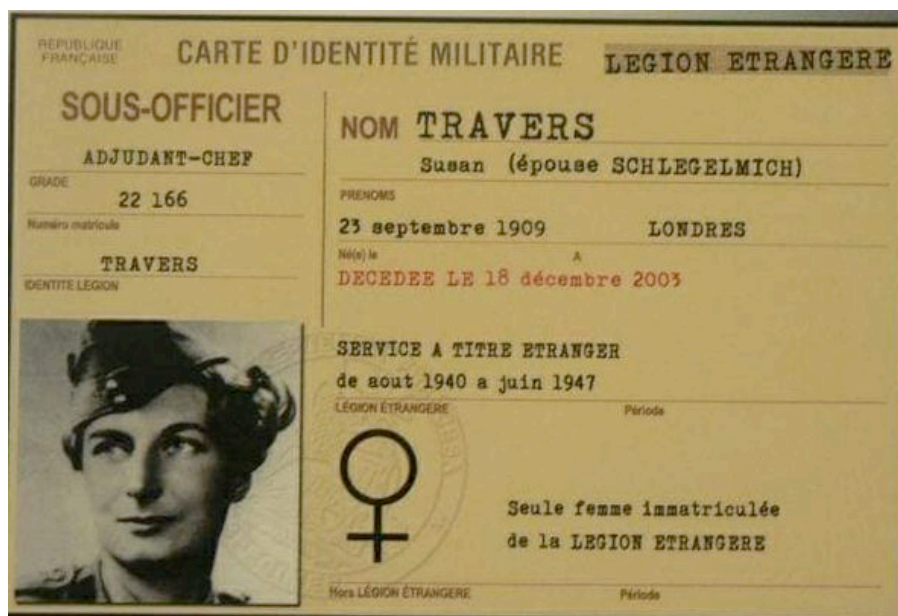 REPUBLIQUE
FRANÇAISE
CARTE D'IDENTITÉ MILITAIRE
LEGION ETRANGERE
SOUS-OFFICIER
ADJUDANT-CHEF
GRADE
22 166
Numéro matricule
TRAVERS
IDENTITE LEGION
NOM TRAVERS
Susan (épouse SCHLEGELMICH)
PRENOMS
23 septembre 1909 LONDRES
Né(e) le A
DECEDEE LE 18 décembre 2003
SERVICE A TITRE ETRANGER
de aout 1940 a juin 1947
LÉGION ÉTRANGERE Période
Seule femme immatriculée
de la LEGION ETRANGERE
Hors LÉGION ÉTRANGERE Période